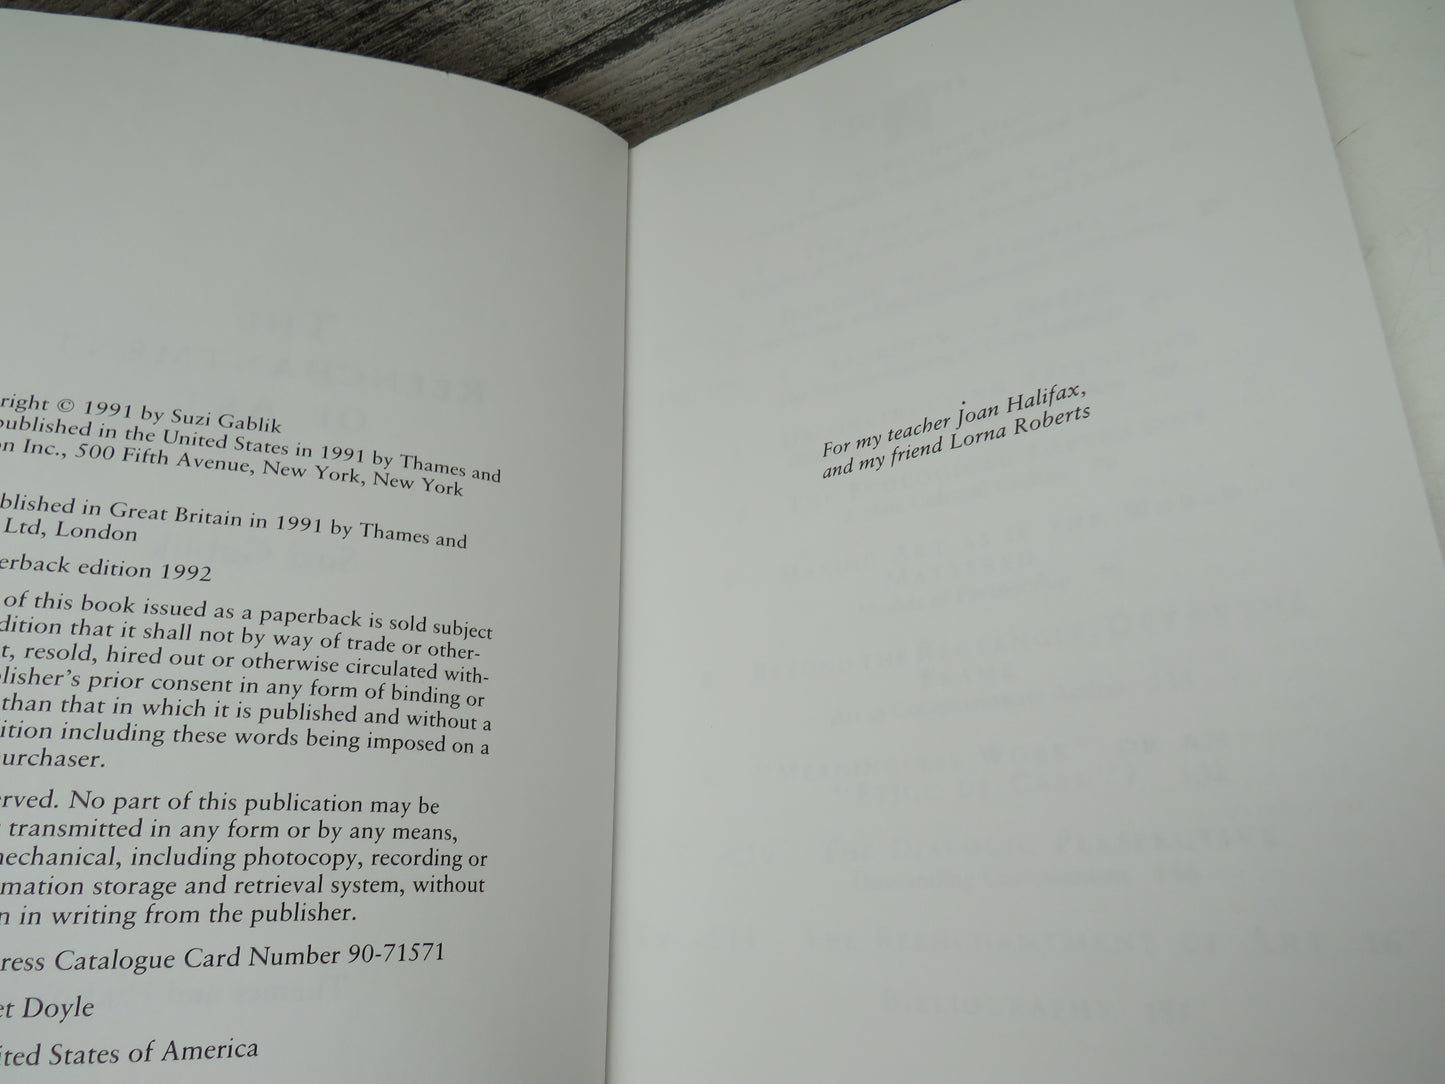 right © 1991 by Suzi Gablik
published in the United States in 1991 by Thames and
on Inc., 500 Fifth Avenue, New York, New York
blished in Great Britain in 1991 by Thames and
Ltd, London
erback edition 1992
of this book issued as a paperback is sold subject
dition that it shall not by way of trade or other-
t, resold, hired out or otherwise circulated with-
lisher's prior consent in any form of binding or
than that in which it is published and without a
ition including these words being imposed on a
urchaser.
erved. No part of this publication may be
transmitted in any form or by any means,
mechanical, including photocopy, recording or
mation storage and retrieval system, without
n in writing from the publisher.
ress Catalogue Card Number 90-71571
et Doyle
ited States of America
For my teacher Joan Halifax,
and my friend Lorna Roberts